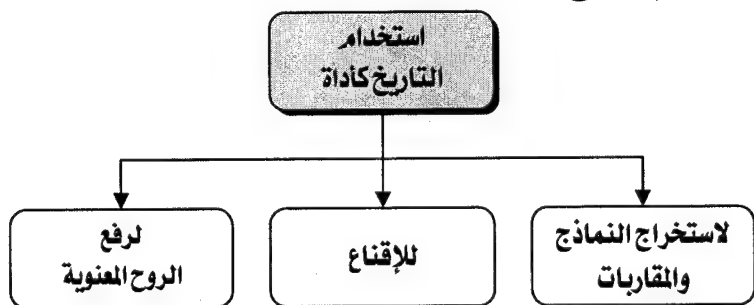 استخدام
التاريخ كأداة
لاستخراج النماذج
والمقاربات
للإقناع
لرفع
الروح المعنوية